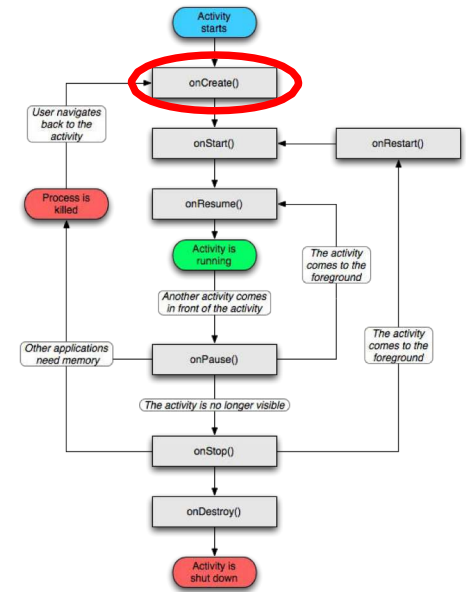 Activity
starts
onCreate()
User navigates
back to the
activity
onStart()
onRestart()
Process is
killed
onResume()
Activity is
running
The activity
comes to the
foreground
Another activity comes
in front of the activity
The activity
comes to the
foreground
Other applications
need memory
onPause()
The activity is no longer visible
onStop()
onDestroy()
Activity is
shut down